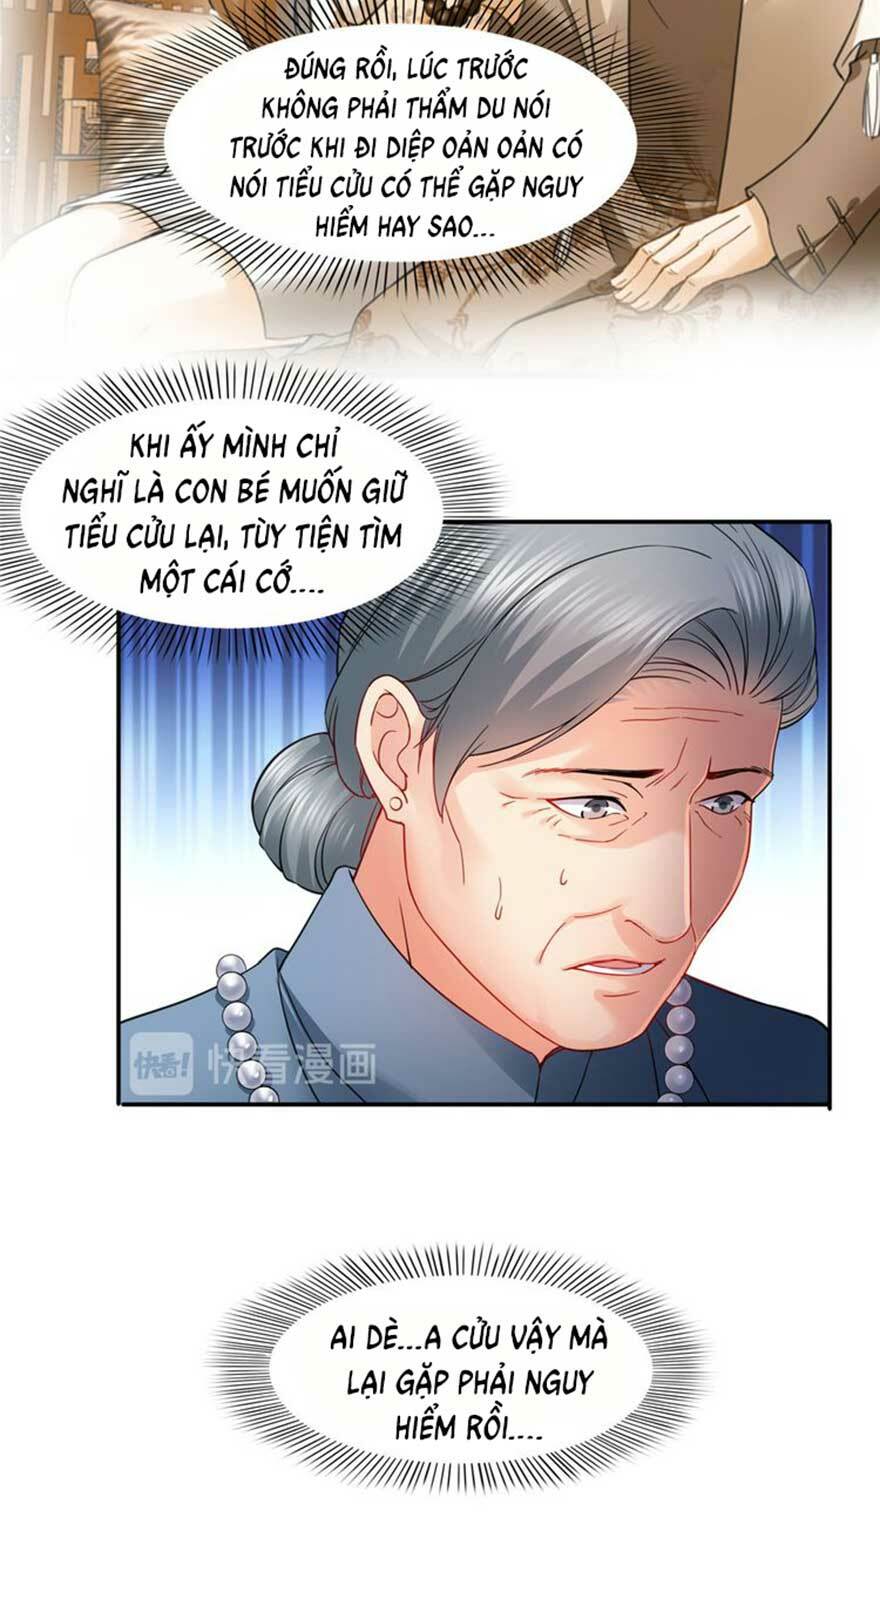 ĐÚNG RỒI, LÚC TRƯỚC
KHÔNG PHẢI THẨM DU NÓI
TRƯỚC KHI ĐI DIỆP OẢN OẢN CÓ
NÓI TIỂU CỬU CÓ THỂ GẶP NGUY
HIỂM HAY SAO...
KHI ẤY MÌNH CHỈ
NGHĨ LÀ CON BÉ MUỐN GIỮ
TIỂU CỬU LẠI, TÙY TIỆN TÌM
MỘT CÁI CỚ....
快看!
快看漫画
AI DÈ...A CỬU VẬY MÀ
LẠI GẶP PHẢI NGUY
HIỂM RỒI....